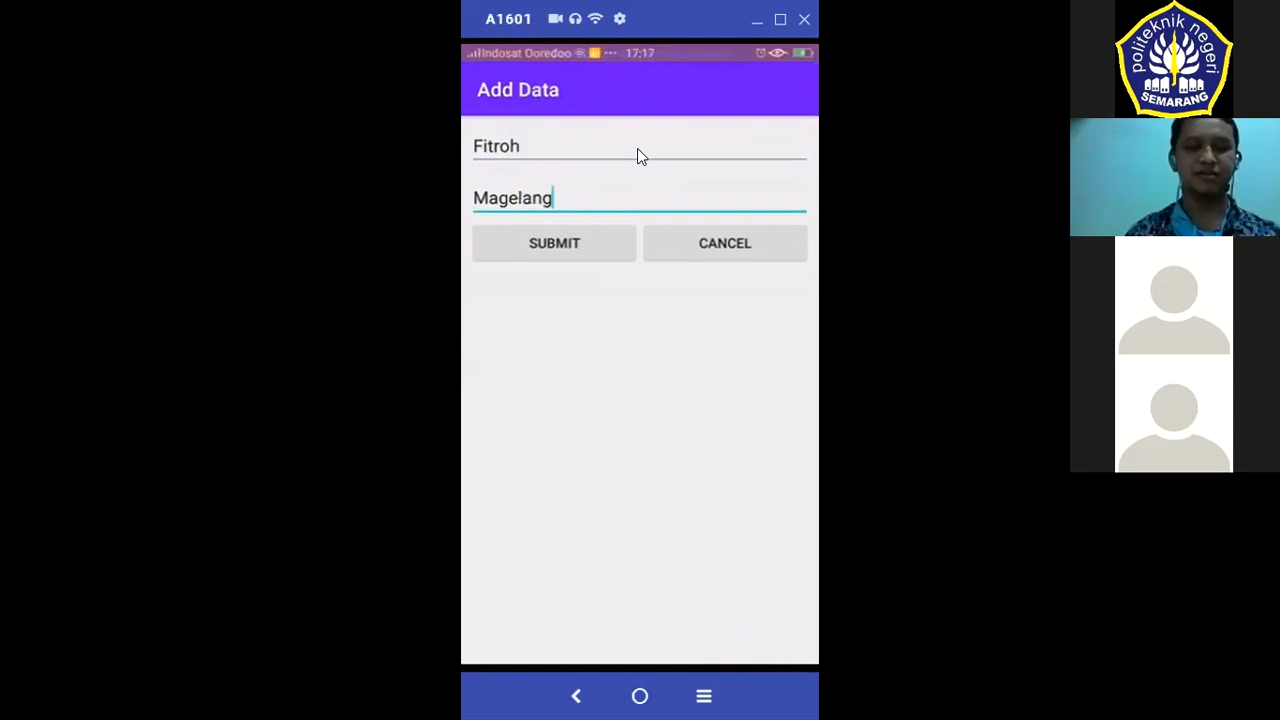 A1601
Indosat Ooredoo
17:17
Add Data
Fitroh
Magelang
SUBMIT CANCEL
politeknik negeri
SEMARANG